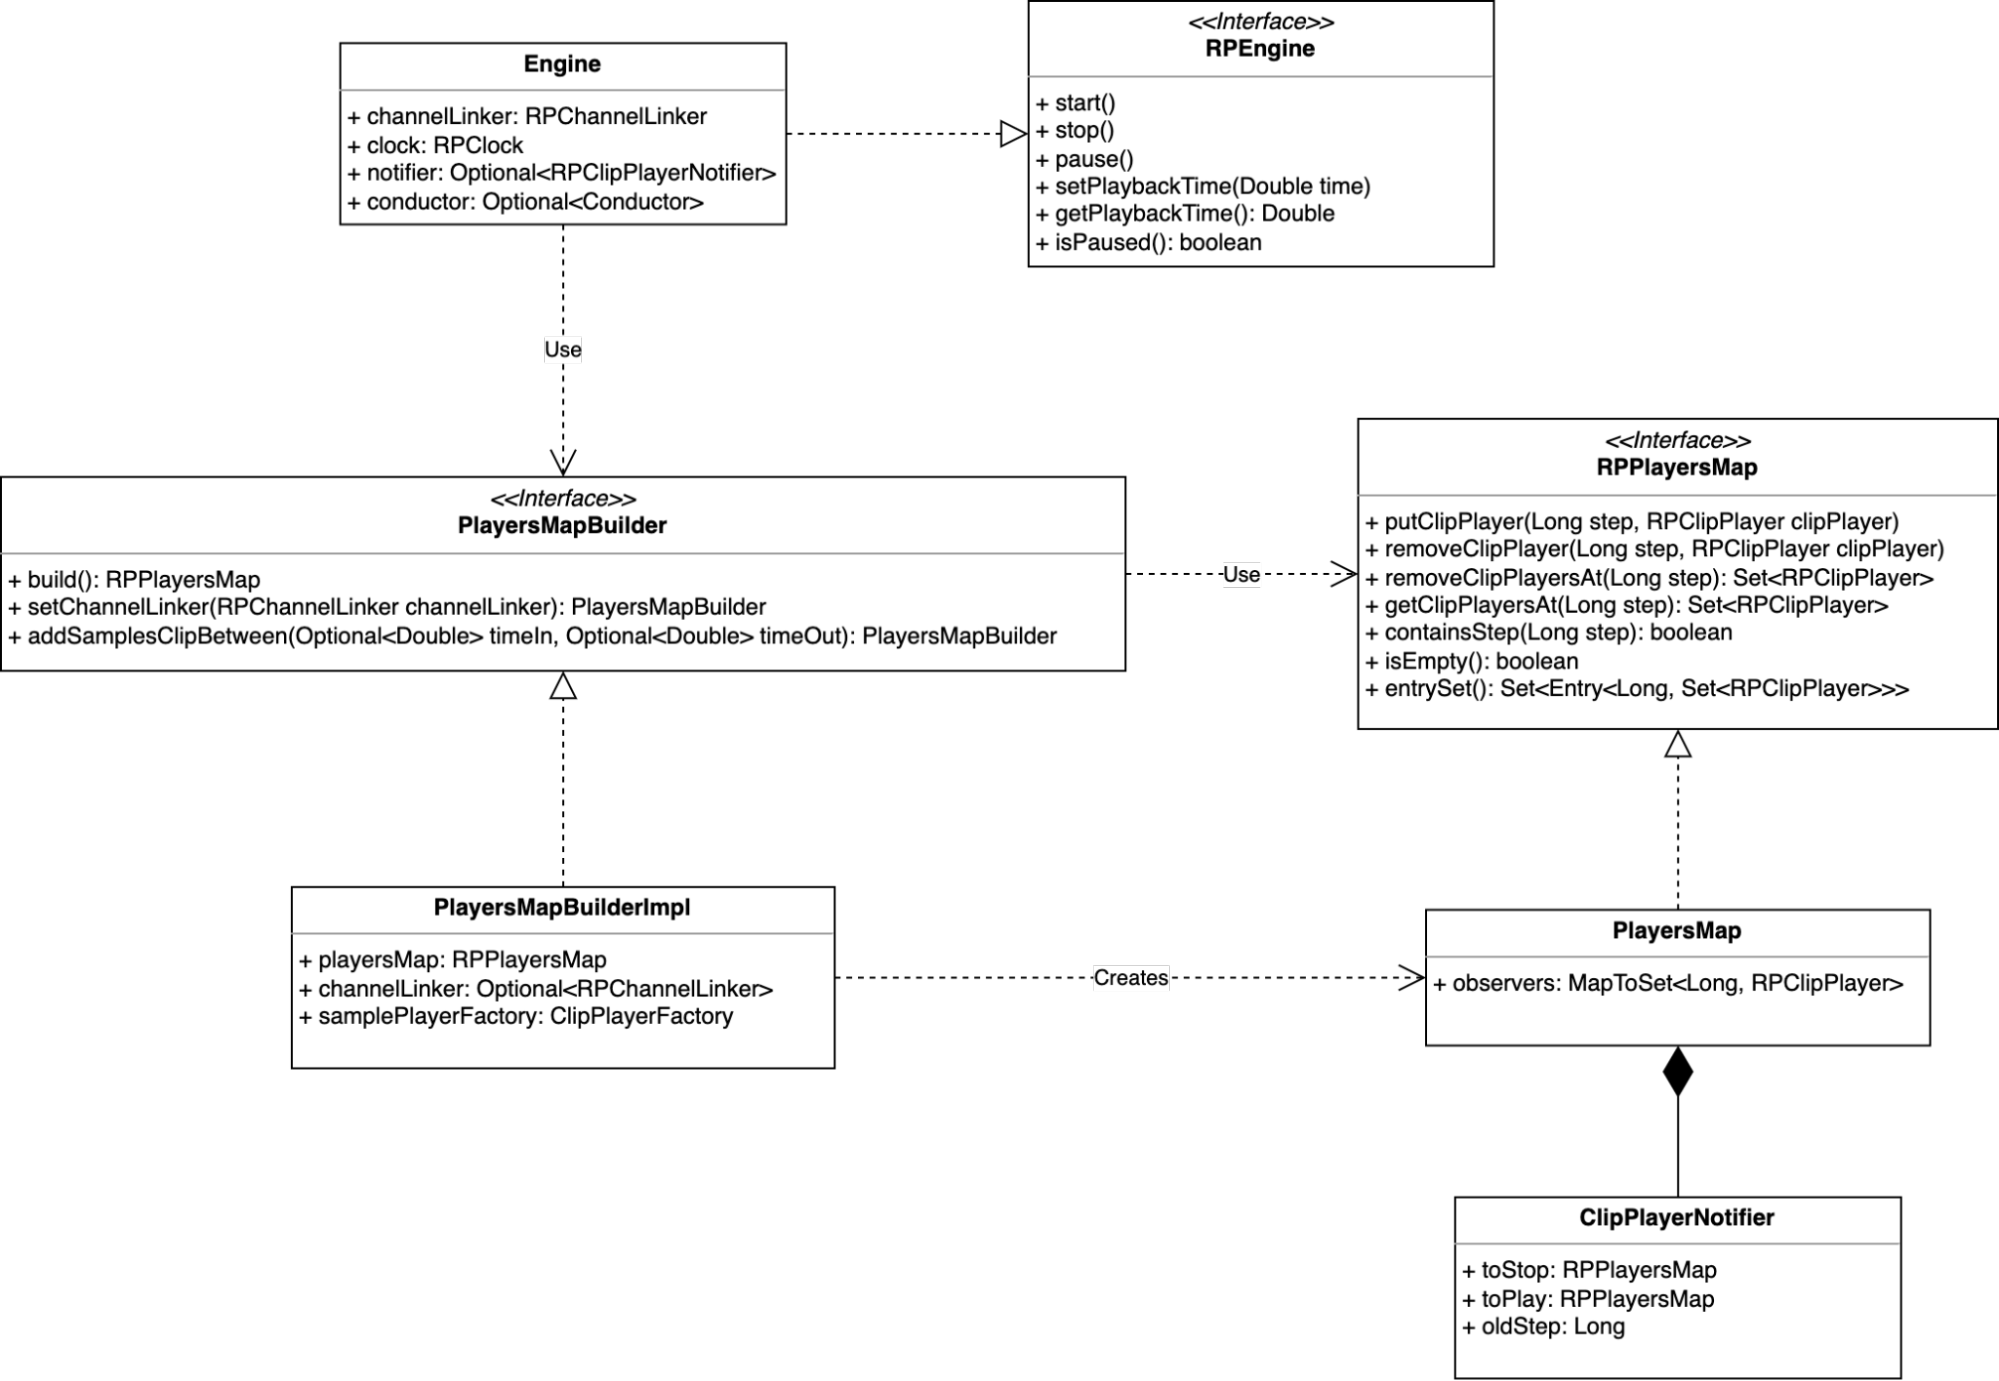 Engine
+ channelLinker: RPChannelLinker
+ clock: RPClock
+ notifier: Optional<RPClipPlayerNotifier>
+ conductor: Optional<Conductor>
<<Interface>>
RPEngine
+ start()
+ stop()
+ pause()
+ setPlaybackTime(Double time)
+ getPlaybackTime(): Double
+ isPaused(): boolean
Use
<<Interface>>
PlayersMapBuilder
+ build(): RPPlayersMap
+ setChannelLinker(RPChannelLinker channelLinker): PlayersMapBuilder
+ addSamplesClipBetween(Optional<Double> timeIn, Optional<Double> timeOut): PlayersMapBuilder
Use
<<Interface>>
RPPlayersMap
+ putClipPlayer(Long step, RPClipPlayer clipPlayer)
+ removeClipPlayer(Long step, RPClipPlayer clipPlayer)
+ removeClipPlayersAt(Long step): Set<RPClipPlayer>
+ getClipPlayersAt(Long step): Set<RPClipPlayer>
+ containsStep(Long step): boolean
+ isEmpty(): boolean
+ entrySet(): Set<Entry<Long, Set<RPClipPlayer>>>
PlayersMapBuilderImpl
+ playersMap: RPPlayersMap
+ channelLinker: Optional<RPChannelLinker>
+ samplePlayerFactory: ClipPlayerFactory
Creates
PlayersMap
+ observers: MapToSet<Long, RPClipPlayer>
ClipPlayerNotifier
+ toStop: RPPlayersMap
+ toPlay: RPPlayersMap
+ oldStep: Long